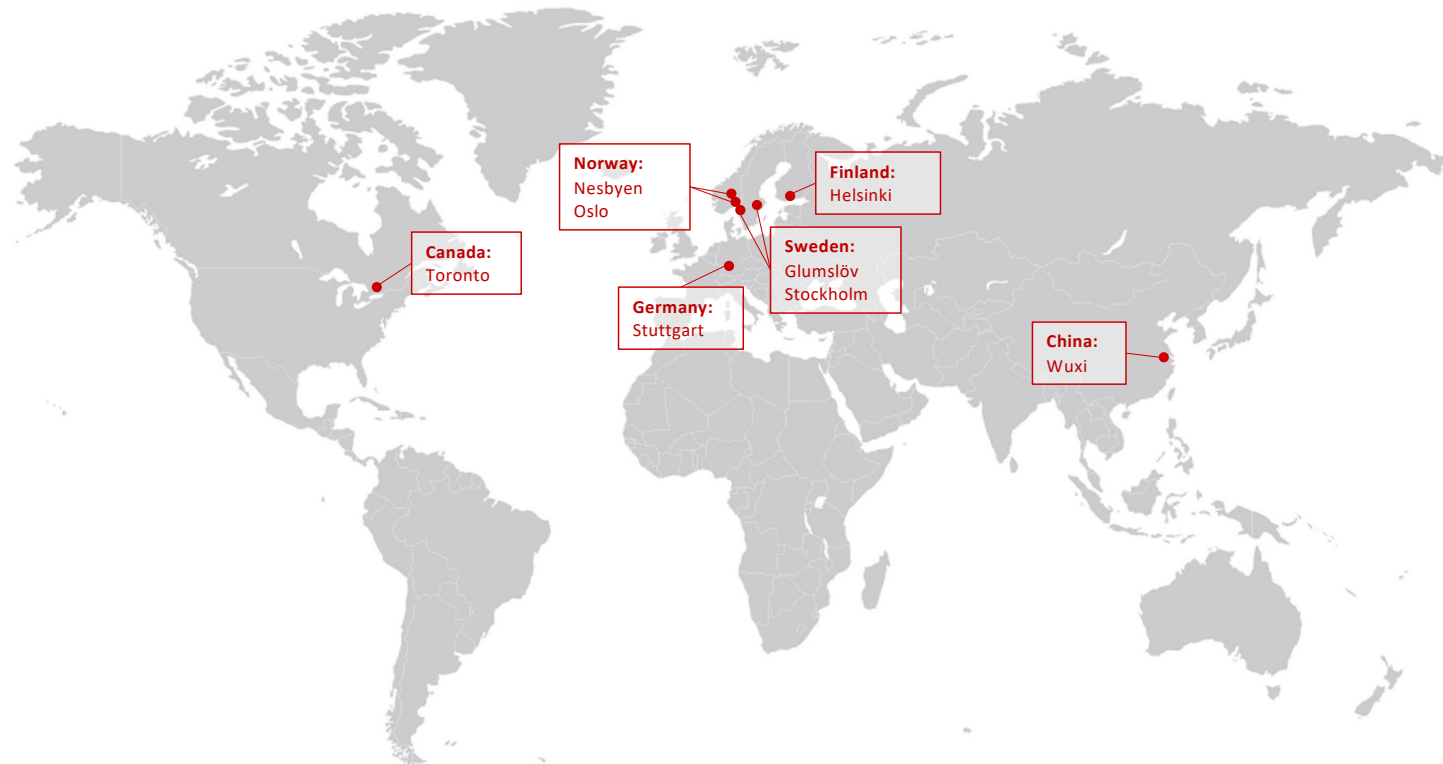 Norway:
Nesbyen
Oslo
Finland:
Helsinki
Canada:
Toronto
Sweden:
Glumslöv
Stockholm
Germany:
Stuttgart
China:
Wuxi